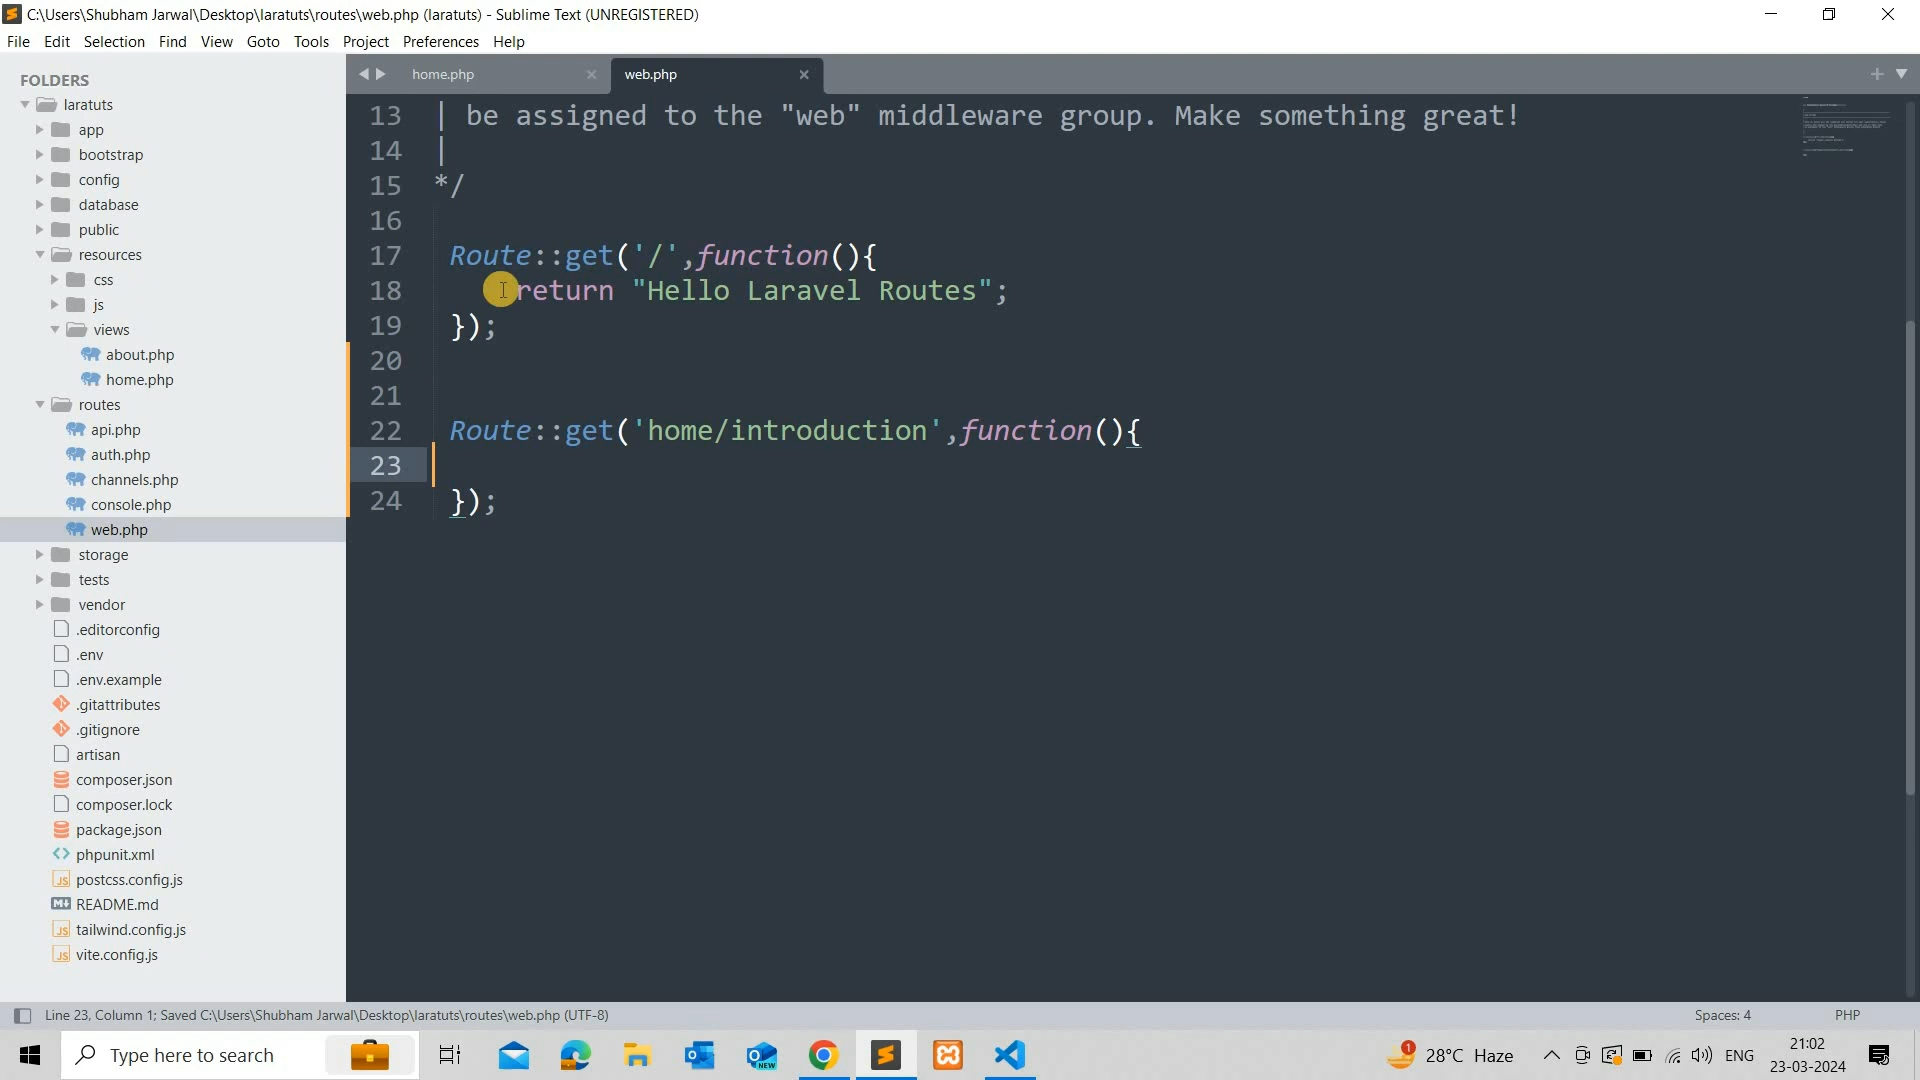 C:\Users\Shubham Jarwal\Desktop\laratuts\routes\web.php (laratuts) - Sublime Text (UNREGISTERED)
File Edit Selection Find View Goto Tools Project Preferences Help
FOLDERS
laratuts
app
bootstrap
config
database
public
resources
css
js
views
about.php
home.php
routes
api.php
auth.php
channels.php
console.php
web.php
storage
tests
vendor
.editorconfig
.env
.env.example
.gitattributes
.gitignore
artisan
composer.json
composer.lock
package.json
phpunit.xml
postcss.config.js
README.md
tailwind.config.js
vite.config.js
home.php web.php
13 | be assigned to the "web" middleware group. Make something great!
14 |
15 */
16
17 Route::get('/',function(){
18 return "Hello Laravel Routes";
19 });
20
21
22 Route::get('home/introduction',function(){
23
24 });
Line 23, Column 1; Saved C:\Users\Shubham Jarwal\Desktop\laratuts\routes\web.php (UTF-8) Spaces: 4 PHP
Type here to search
NEW
1
28°C Haze
ENG
21:02
23-03-2024